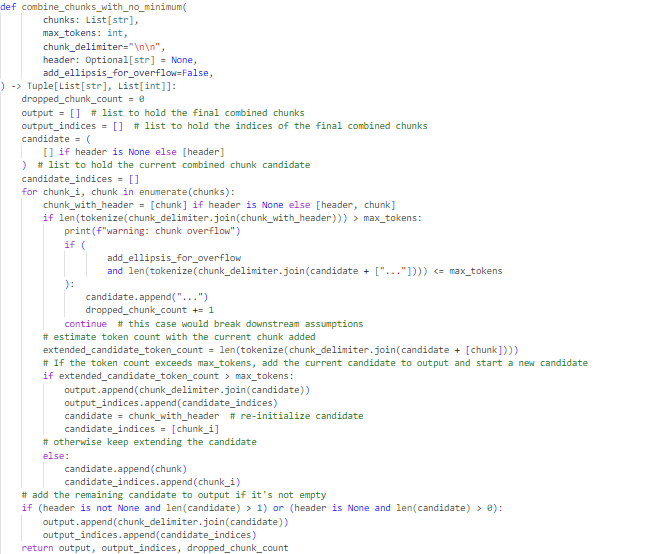 def combine_chunks_with_no_minimum(
        chunks: List[str],
        max_tokens: int,
        chunk_delimiter="\n\n",
        header: Optional[str] = None,
        add_ellipsis_for_overflow=False,
) -> Tuple[List[str], List[int]]:
    dropped_chunk_count = 0
    output = []  # list to hold the final combined chunks
    output_indices = []  # list to hold the indices of the final combined chunks
    candidate = (
        [] if header is None else [header]
    )  # list to hold the current combined chunk candidate
    candidate_indices = []
    for chunk_i, chunk in enumerate(chunks):
        chunk_with_header = [chunk] if header is None else [header, chunk]
        if len(tokenize(chunk_delimiter.join(chunk_with_header))) > max_tokens:
            print(f"warning: chunk overflow")
            if (
                    add_ellipsis_for_overflow
                    and len(tokenize(chunk_delimiter.join(candidate + ["..."]))) <= max_tokens
            ):
                candidate.append("...")
                dropped_chunk_count += 1
            continue  # this case would break downstream assumptions
        # estimate token count with the current chunk added
        extended_candidate_token_count = len(tokenize(chunk_delimiter.join(candidate + [chunk])))
        # If the token count exceeds max_tokens, add the current candidate to output and start a new candidate
        if extended_candidate_token_count > max_tokens:
            output.append(chunk_delimiter.join(candidate))
            output_indices.append(candidate_indices)
            candidate = chunk_with_header  # re-initialize candidate
            candidate_indices = [chunk_i]
        # otherwise keep extending the candidate
        else:
            candidate.append(chunk)
            candidate_indices.append(chunk_i)
    # add the remaining candidate to output if it's not empty
    if (header is not None and len(candidate) > 1) or (header is None and len(candidate) > 0):
        output.append(chunk_delimiter.join(candidate))
        output_indices.append(candidate_indices)
    return output, output_indices, dropped_chunk_count